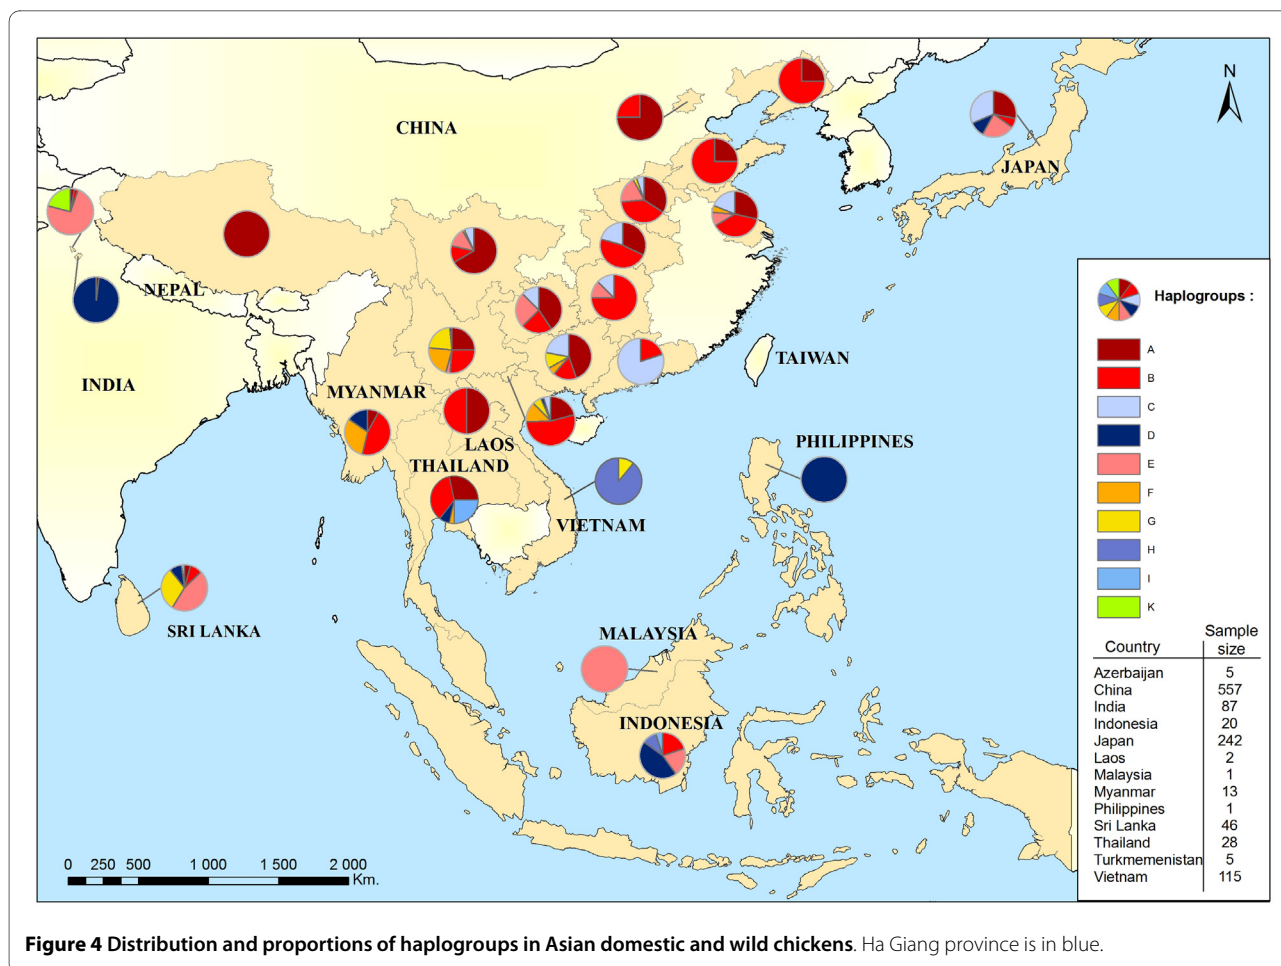 N
CHINA
JAPAN
NEPAL
TAIWAN
INDIA
MYANMAR
LAOS
PHILIPPINES
THAILAND
VIETNAM
SRI LANKA
MALAYSIA
INDONESIA
0 250 500 1 000 1 500 2 000
Km.
Haplogroups :
A
B
C
D
E
F
G
H
I
K
Country Sample size
Azerbaijan 5
China 557
India 87
Indonesia 20
Japan 242
Laos 2
Malaysia 1
Myanmar 13
Philippines 1
Sri Lanka 46
Thailand 28
Turkmemenistan 5
Vietnam 115
Figure 4 Distribution and proportions of haplogroups in Asian domestic and wild chickens. Ha Giang province is in blue.